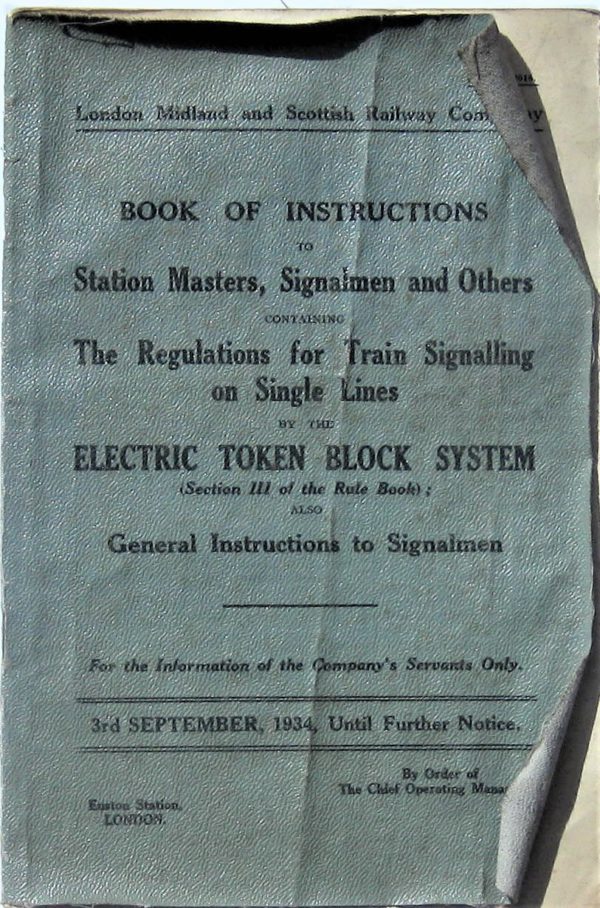 London Midland and Scottish Railway
BOOK OF INSTRUCTIONS
TO
Station Masters, Signalmen and Others
CONTAINING
The Regulations for Train Signalling
on Single Lines
BY THE
ELECTRIC TOKEN BLOCK SYSTEM
(Section III of the Rule Book) ;
ALSO
General Instructions to Signalmen
For the Information of the Company's Servants Only.
3rd SEPTEMBER, 1934, Until Further Notice.
By Order of
The Chief Operating
Euston Station,
LONDON.